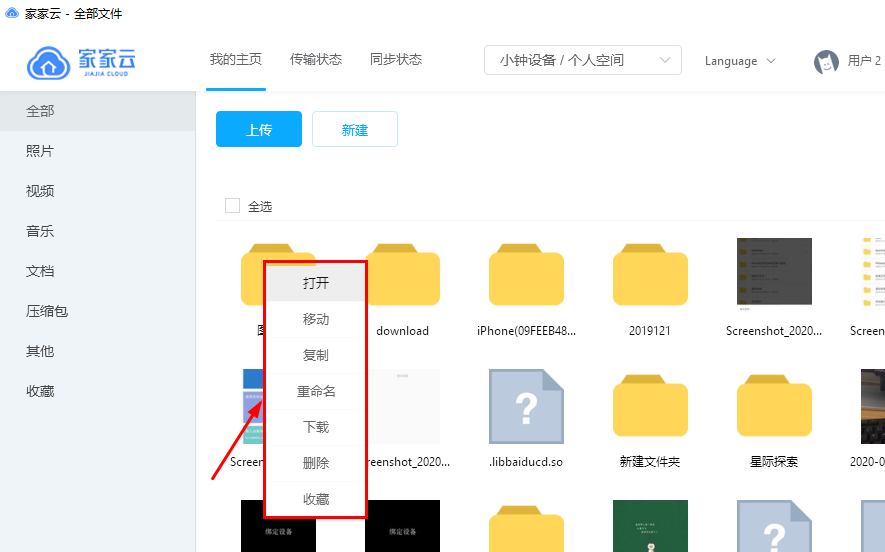 家家云 - 全部文件
家家云
JIAJIA CLOUD
我的主页 传输状态 同步状态 小钟设备 / 个人空间 Language 用户 2
全部
照片
视频
音乐
文档
压缩包
其他
收藏
上传 新建
全选
打开
移动
复制
重命名
下载
删除
收藏
download iPhone(09FEEB48... 2019121 Screenshot_2020... Screen
?
Screen reenshot_2020... .libbaiducd.so 新建文件夹 星际探索 2020-0
绑定设备 绑定设备
?